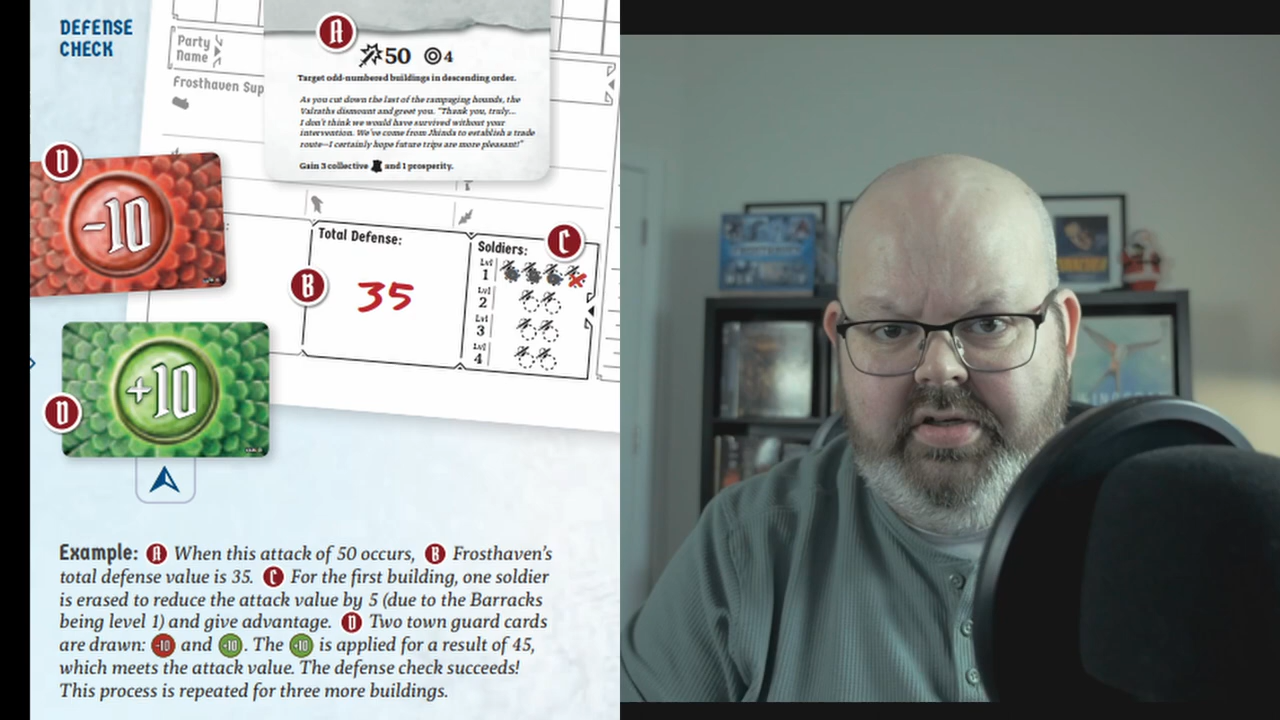 DEFENSE
CHECK
A
50 4
Target odd-numbered buildings in descending order.
As you cut down the last of the rampaging hounds, the
Valraths dismount and greet you. "Thank you, truly...
I don't think we would have survived without your
intervention. We've come from Jhinda to establish a trade
route—I certainly hope future trips are more pleasant!"
Gain 3 collective and 1 prosperity.
Party
Name
Frosthaven Sup
D
-10
B
Total Defense:
35
C
Soldiers:
Lvl
1
Lvl
2
Lvl
3
Lvl
4
D
+10
Example: A When this attack of 50 occurs, B Frosthaven's
total defense value is 35. C For the first building, one soldier
is erased to reduce the attack value by 5 (due to the Barracks
being level 1) and give advantage. D Two town guard cards
are drawn: -10 and +10. The +10 is applied for a result of 45,
which meets the attack value. The defense check succeeds!
This process is repeated for three more buildings.